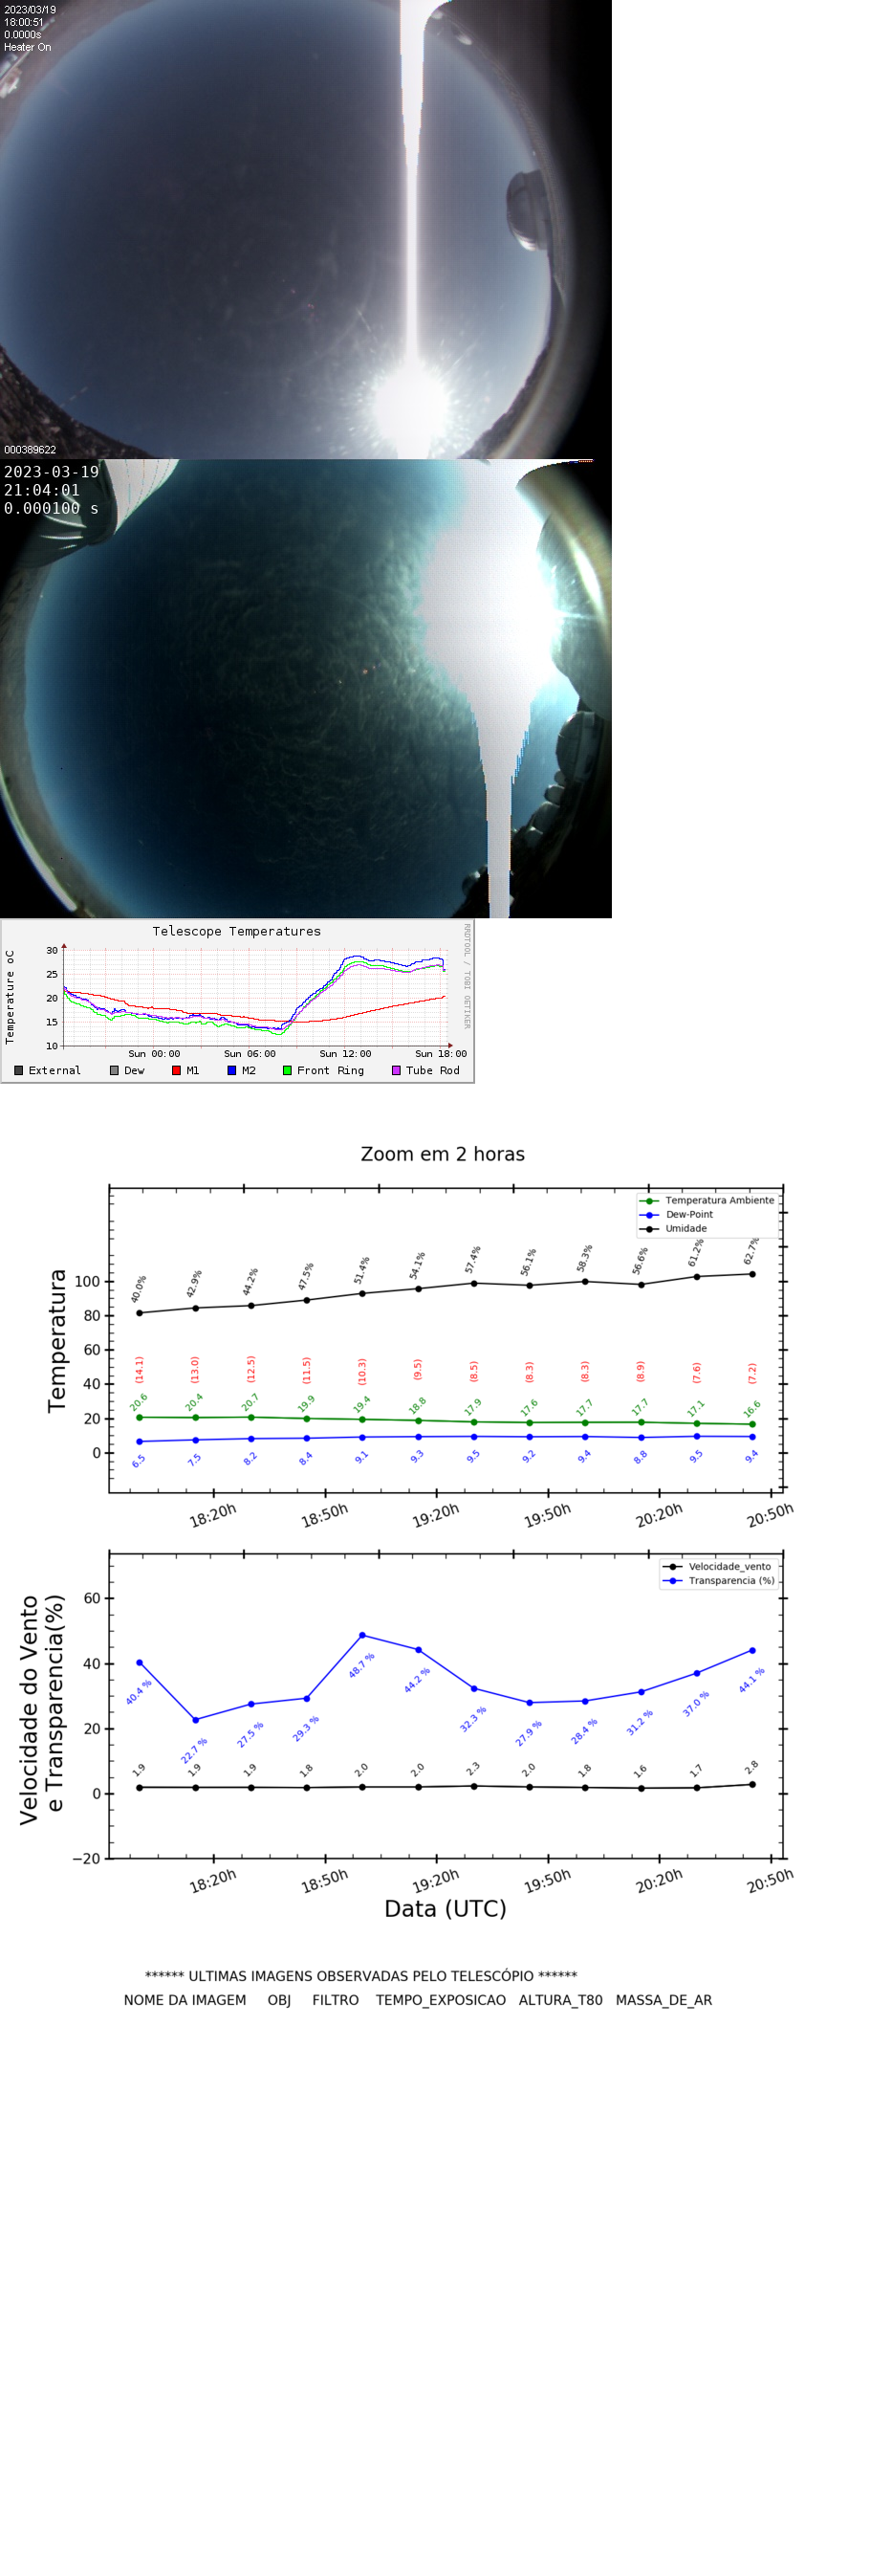 2023/03/19
18:00:51
0.0000s
Heater On
000389622
2023-03-19
21:04:01
0.000100 s
Telescope Temperatures
RRDTOOL / TOBI OETIKER
Temperature oC
30
25
20
15
10
Sun 00:00 Sun 06:00 Sun 12:00 Sun 18:00
External Dew M1 M2 Front Ring Tube Rod
Zoom em 2 horas
Temperatura Ambiente
Dew-Point
Umidade
Temperatura
100
80
60
40
20
0
40.0% 42.9% 44.2% 47.5% 51.4% 54.1% 57.4% 56.1% 58.3% 56.6% 61.2% 62.7%
(14.1) (13.0) (12.5) (11.5) (10.3) (9.5) (8.5) (8.3) (8.3) (8.9) (7.6) (7.2)
20.6 20.4 20.7 19.9 19.4 18.8 17.9 17.6 17.7 17.7 17.1 16.6
6.5 7.5 8.2 8.4 9.1 9.3 9.5 9.2 9.4 8.8 9.5 9.4
18:20h 18:50h 19:20h 19:50h 20:20h 20:50h
Velocidade_vento
Transparencia (%)
Velocidade do Vento
e Transparencia(%)
60
40
20
0
−20
40.4 % 22.7 % 27.5 % 29.3 % 48.7 % 44.2 % 32.3 % 27.9 % 28.4 % 31.2 % 37.0 % 44.1 %
1.9 1.9 1.9 1.8 2.0 2.0 2.3 2.0 1.8 1.6 1.7 2.8
18:20h 18:50h 19:20h 19:50h 20:20h 20:50h
Data (UTC)
****** ULTIMAS IMAGENS OBSERVADAS PELO TELESCÓPIO ******
NOME DA IMAGEM OBJ FILTRO TEMPO_EXPOSICAO ALTURA_T80 MASSA_DE_AR